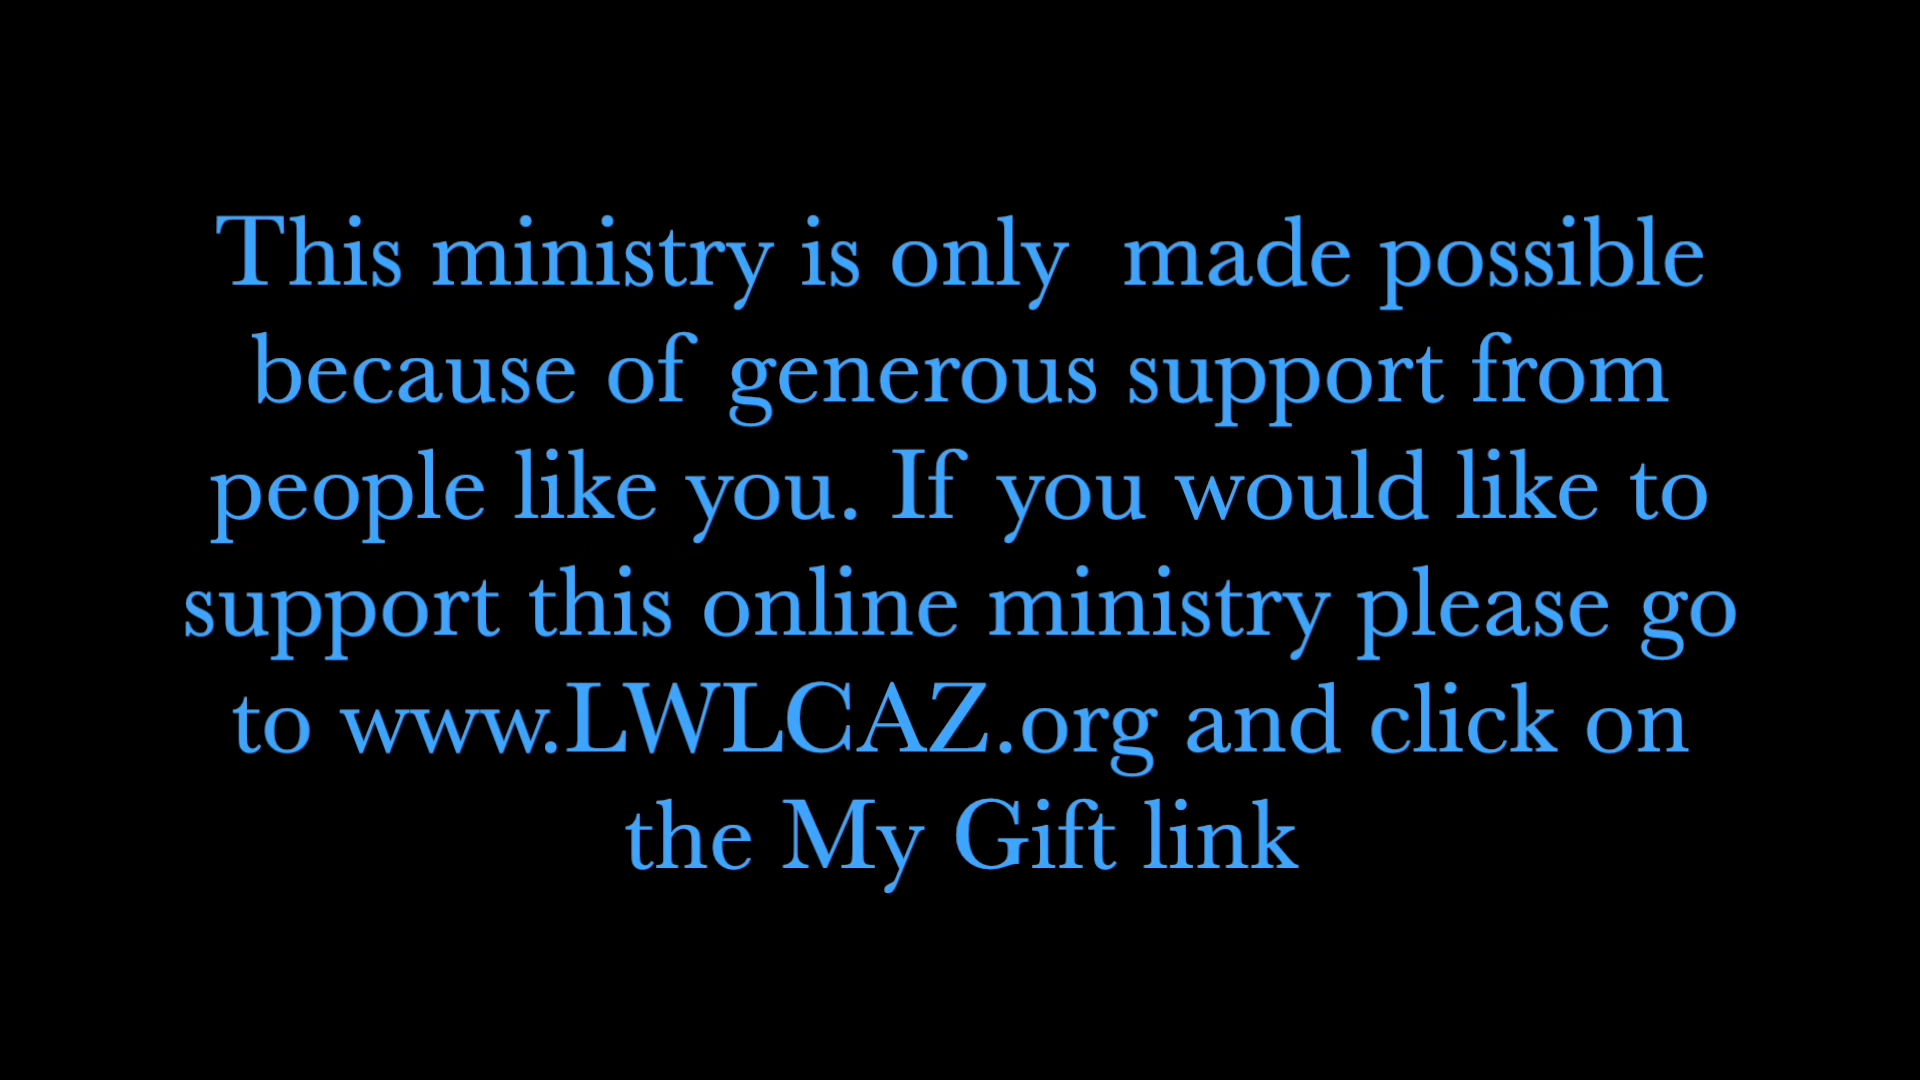 This ministry is only  made possible
because of generous support from
people like you. If you would like to
support this online ministry please go
to www.LWLCAZ.org and click on
the My Gift link